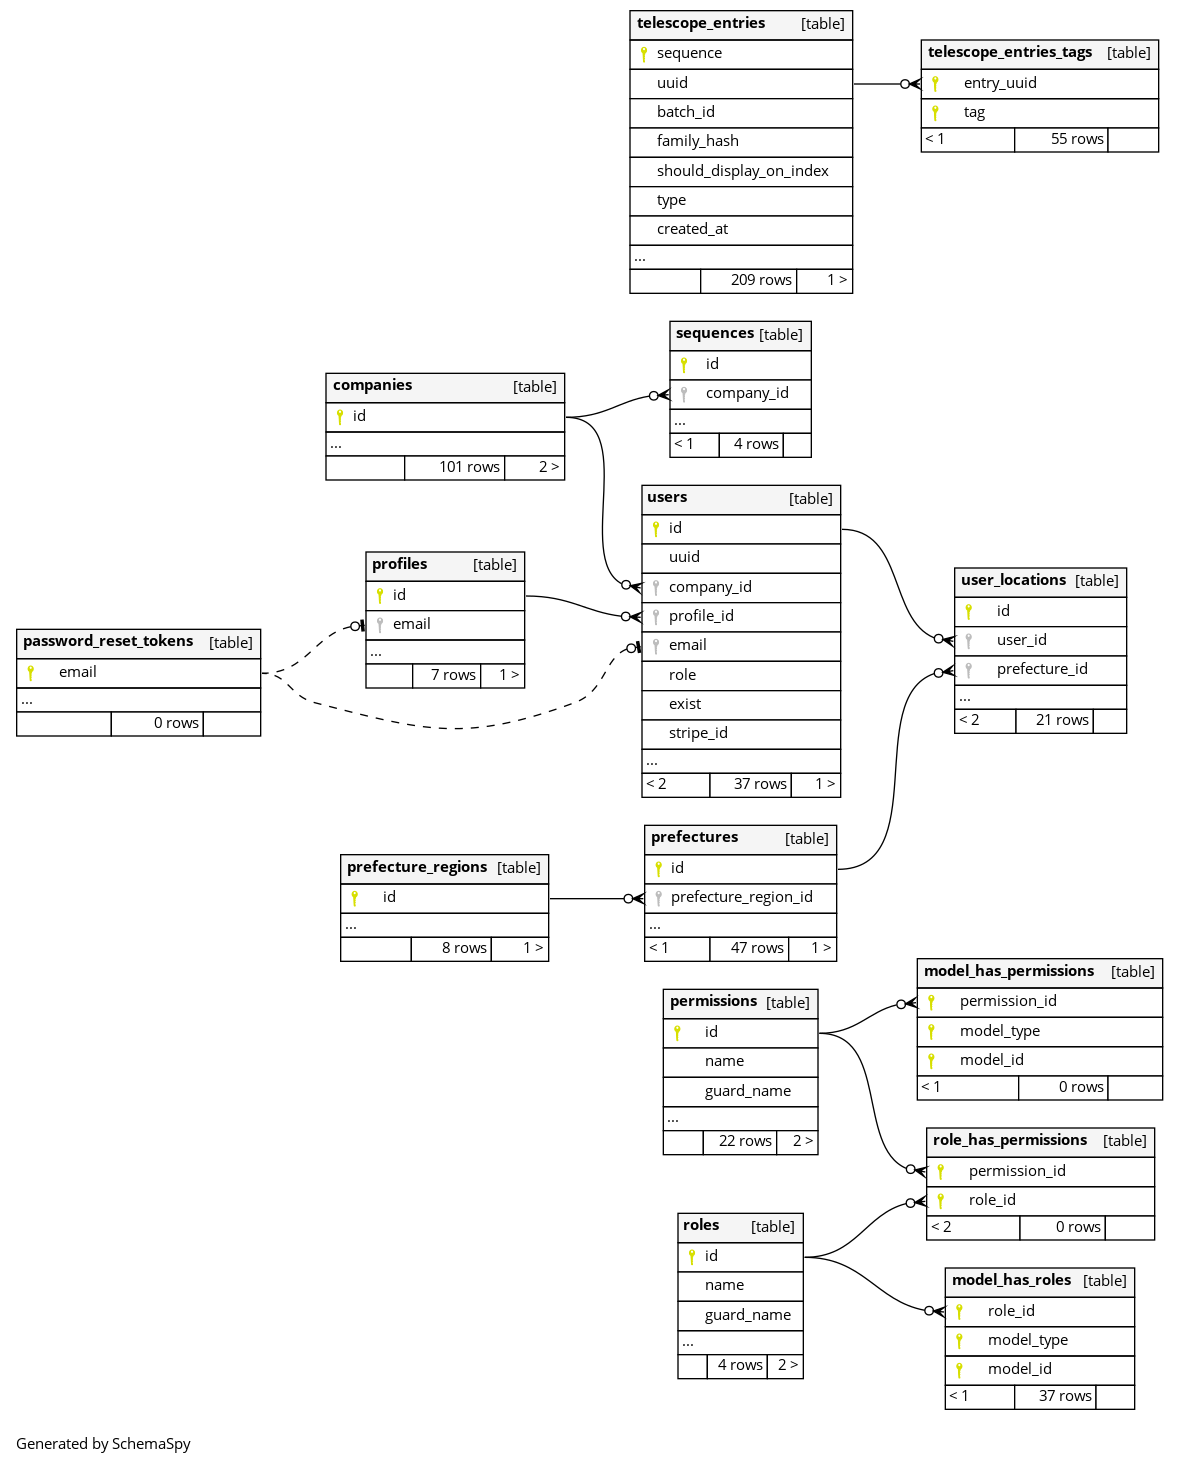 telescope_entries [table]
sequence
uuid
batch_id
family_hash
should_display_on_index
type
created_at
...
209 rows 1 >
telescope_entries_tags [table]
entry_uuid
tag
< 1 55 rows
sequences [table]
id
company_id
...
< 1 4 rows
companies [table]
id
...
101 rows 2 >
users [table]
id
uuid
company_id
profile_id
email
role
exist
stripe_id
...
< 2 37 rows 1 >
profiles [table]
id
email
...
7 rows 1 >
user_locations [table]
id
user_id
prefecture_id
...
< 2 21 rows
password_reset_tokens [table]
email
...
0 rows
prefectures [table]
id
prefecture_region_id
...
< 1 47 rows 1 >
prefecture_regions [table]
id
...
8 rows 1 >
model_has_permissions [table]
permission_id
model_type
model_id
< 1 0 rows
permissions [table]
id
name
guard_name
...
22 rows 2 >
role_has_permissions [table]
permission_id
role_id
< 2 0 rows
roles [table]
id
name
guard_name
...
4 rows 2 >
model_has_roles [table]
role_id
model_type
model_id
< 1 37 rows
Generated by SchemaSpy